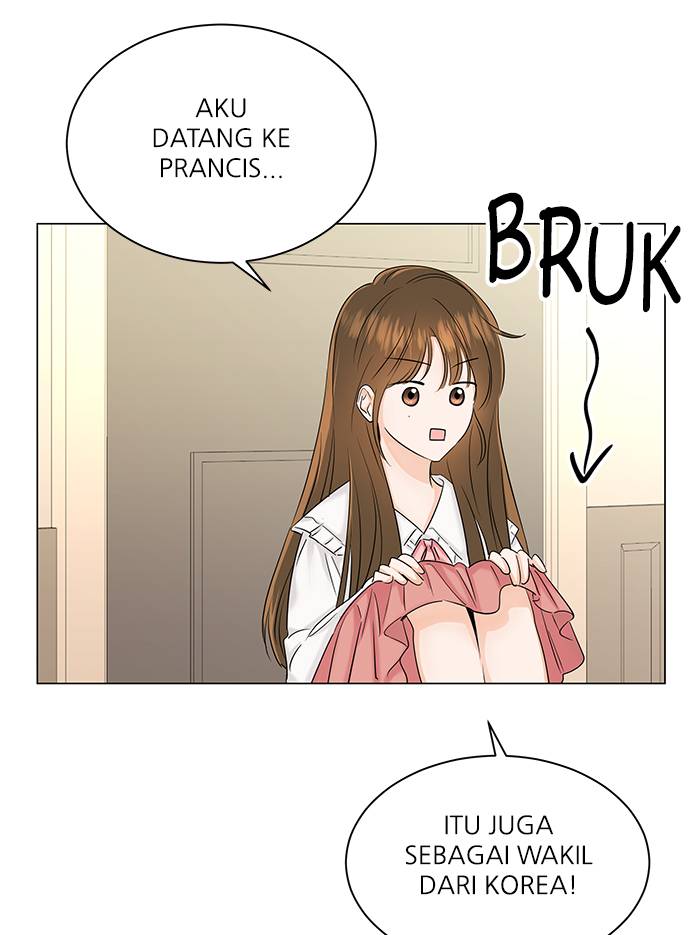 AKU
DATANG KE
PRANCIS...
BRUK
ITU JUGA
SEBAGAI WAKIL
DARI KOREA!